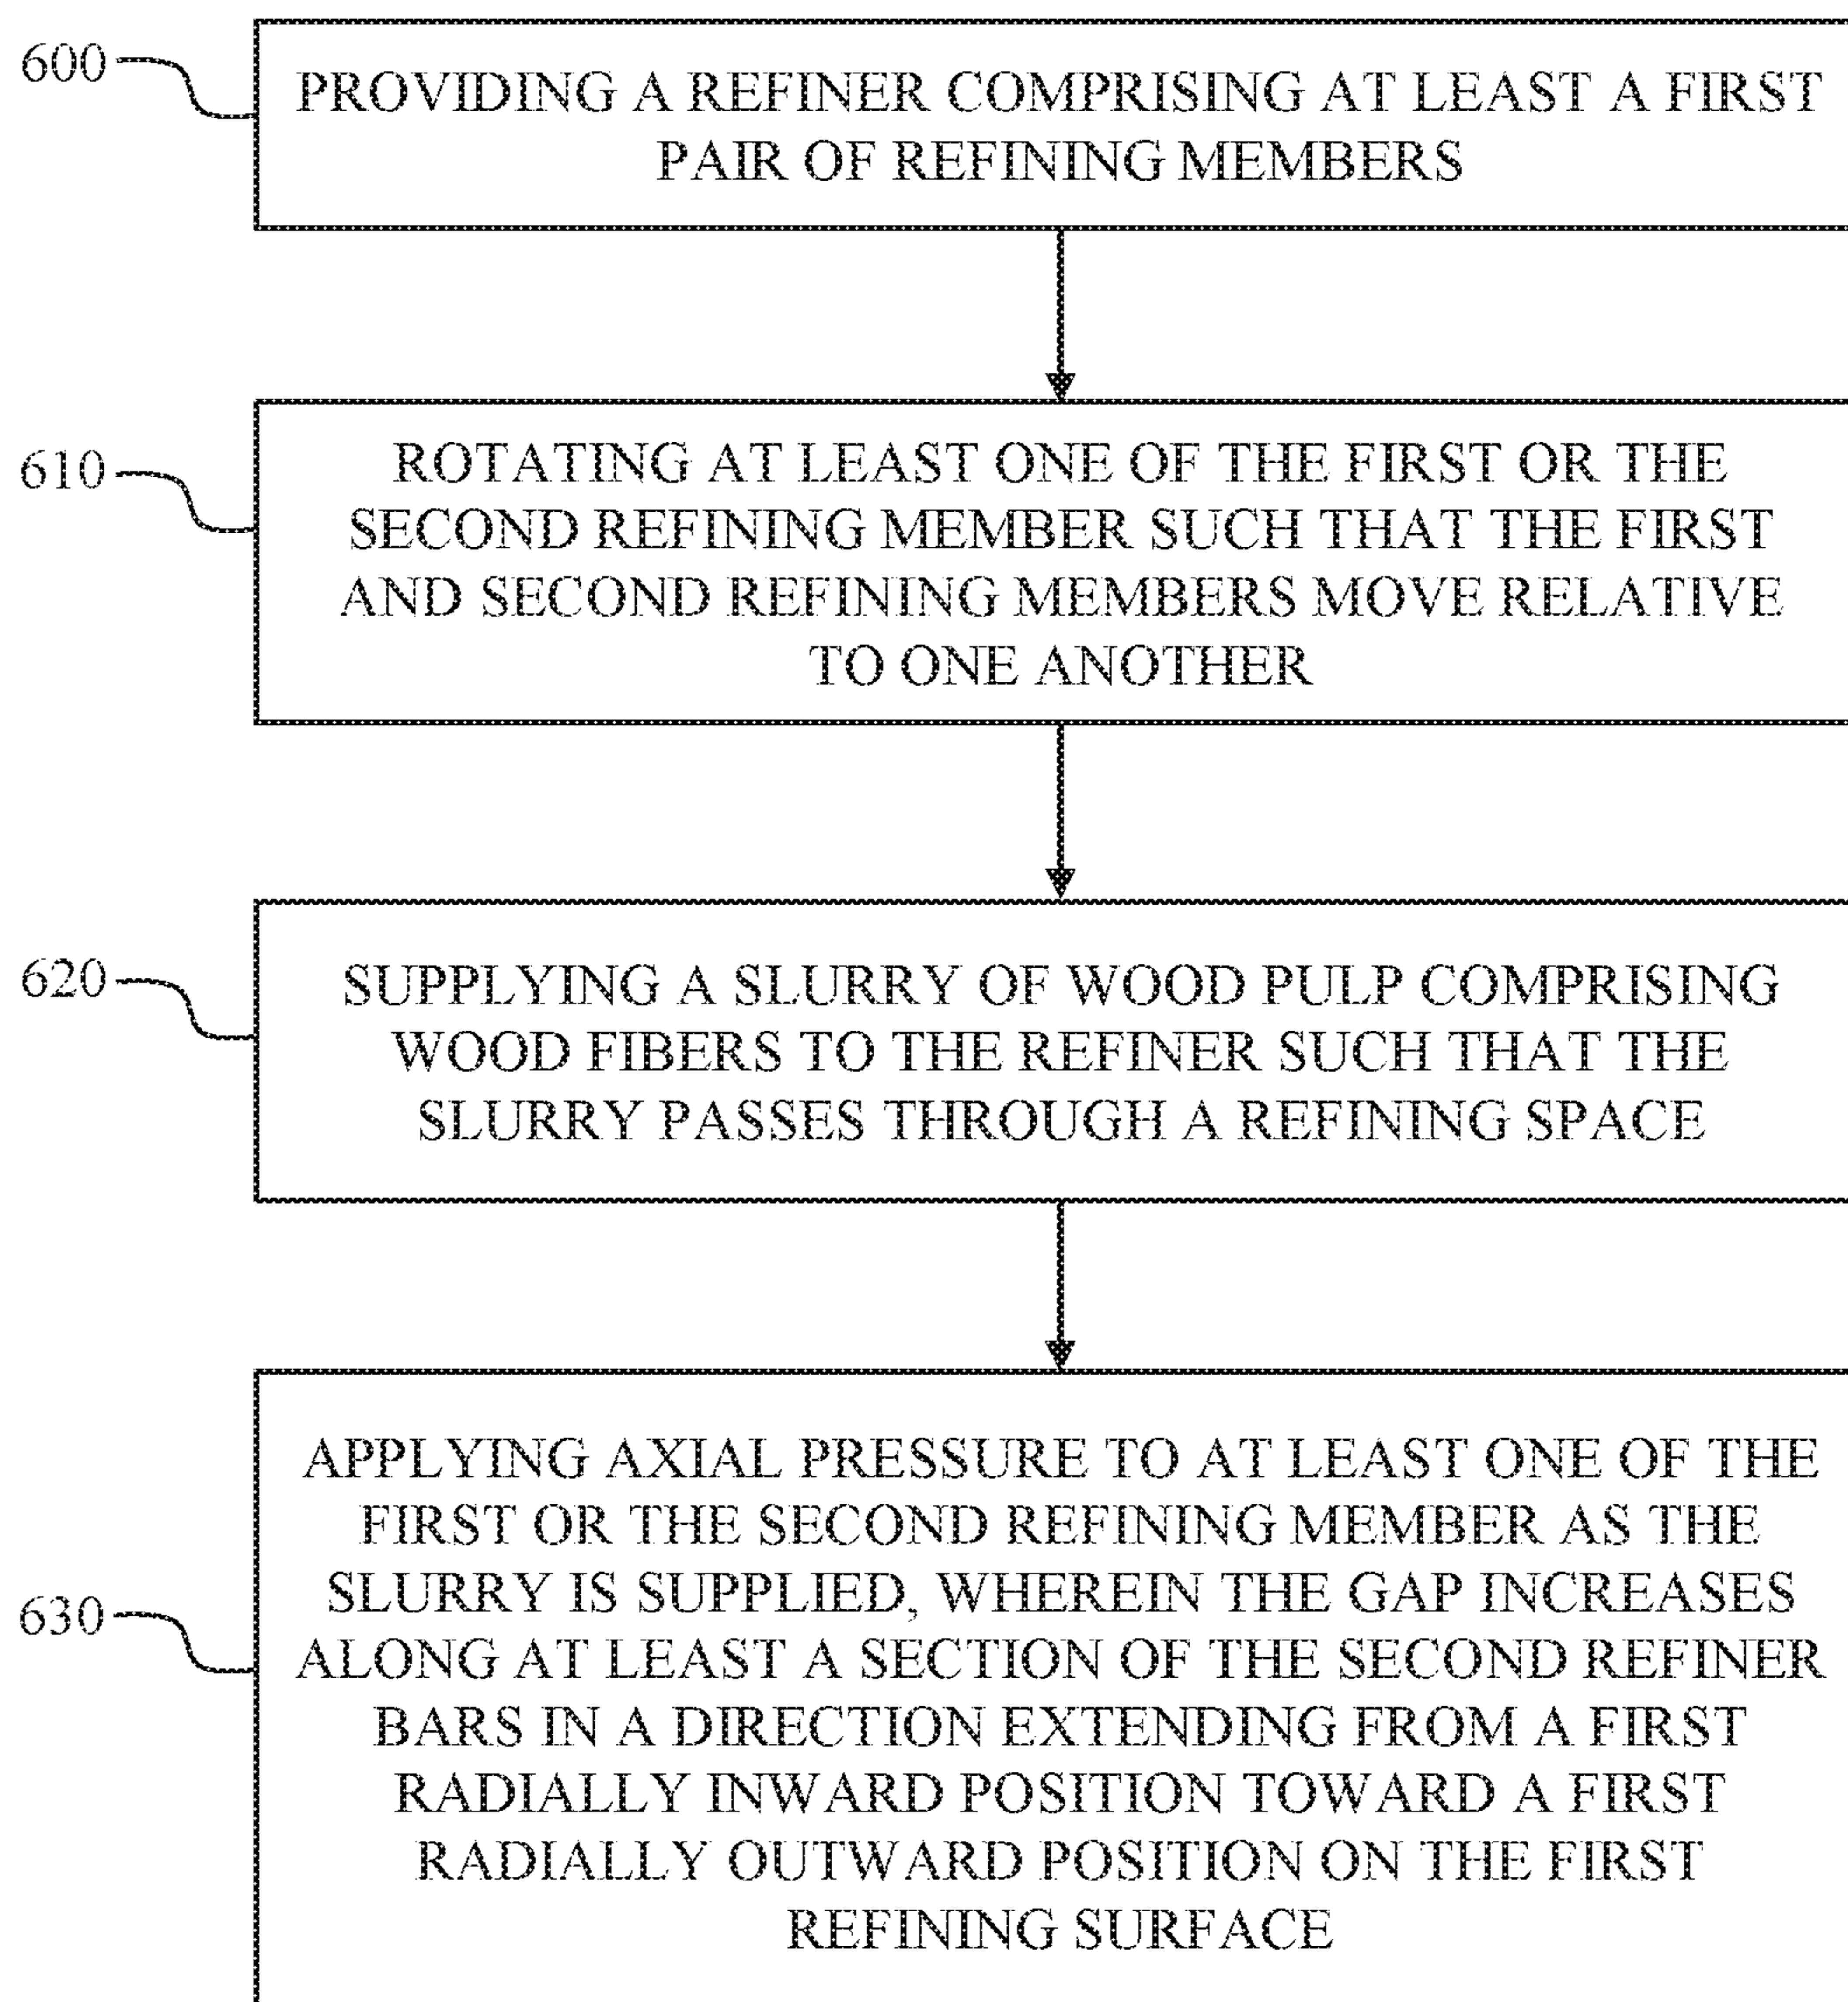 600
PROVIDING A REFINER COMPRISING AT LEAST A FIRST
PAIR OF REFINING MEMBERS
610
ROTATING AT LEAST ONE OF THE FIRST OR THE
SECOND REFINING MEMBER SUCH THAT THE FIRST
AND SECOND REFINING MEMBERS MOVE RELATIVE
TO ONE ANOTHER
620
SUPPLYING A SLURRY OF WOOD PULP COMPRISING
WOOD FIBERS TO THE REFINER SUCH THAT THE
SLURRY PASSES THROUGH A REFINING SPACE
630
APPLYING AXIAL PRESSURE TO AT LEAST ONE OF THE
FIRST OR THE SECOND REFINING MEMBER AS THE
SLURRY IS SUPPLIED, WHEREIN THE GAP INCREASES
ALONG AT LEAST A SECTION OF THE SECOND REFINER
BARS IN A DIRECTION EXTENDING FROM A FIRST
RADIALLY INWARD POSITION TOWARD A FIRST
RADIALLY OUTWARD POSITION ON THE FIRST
REFINING SURFACE